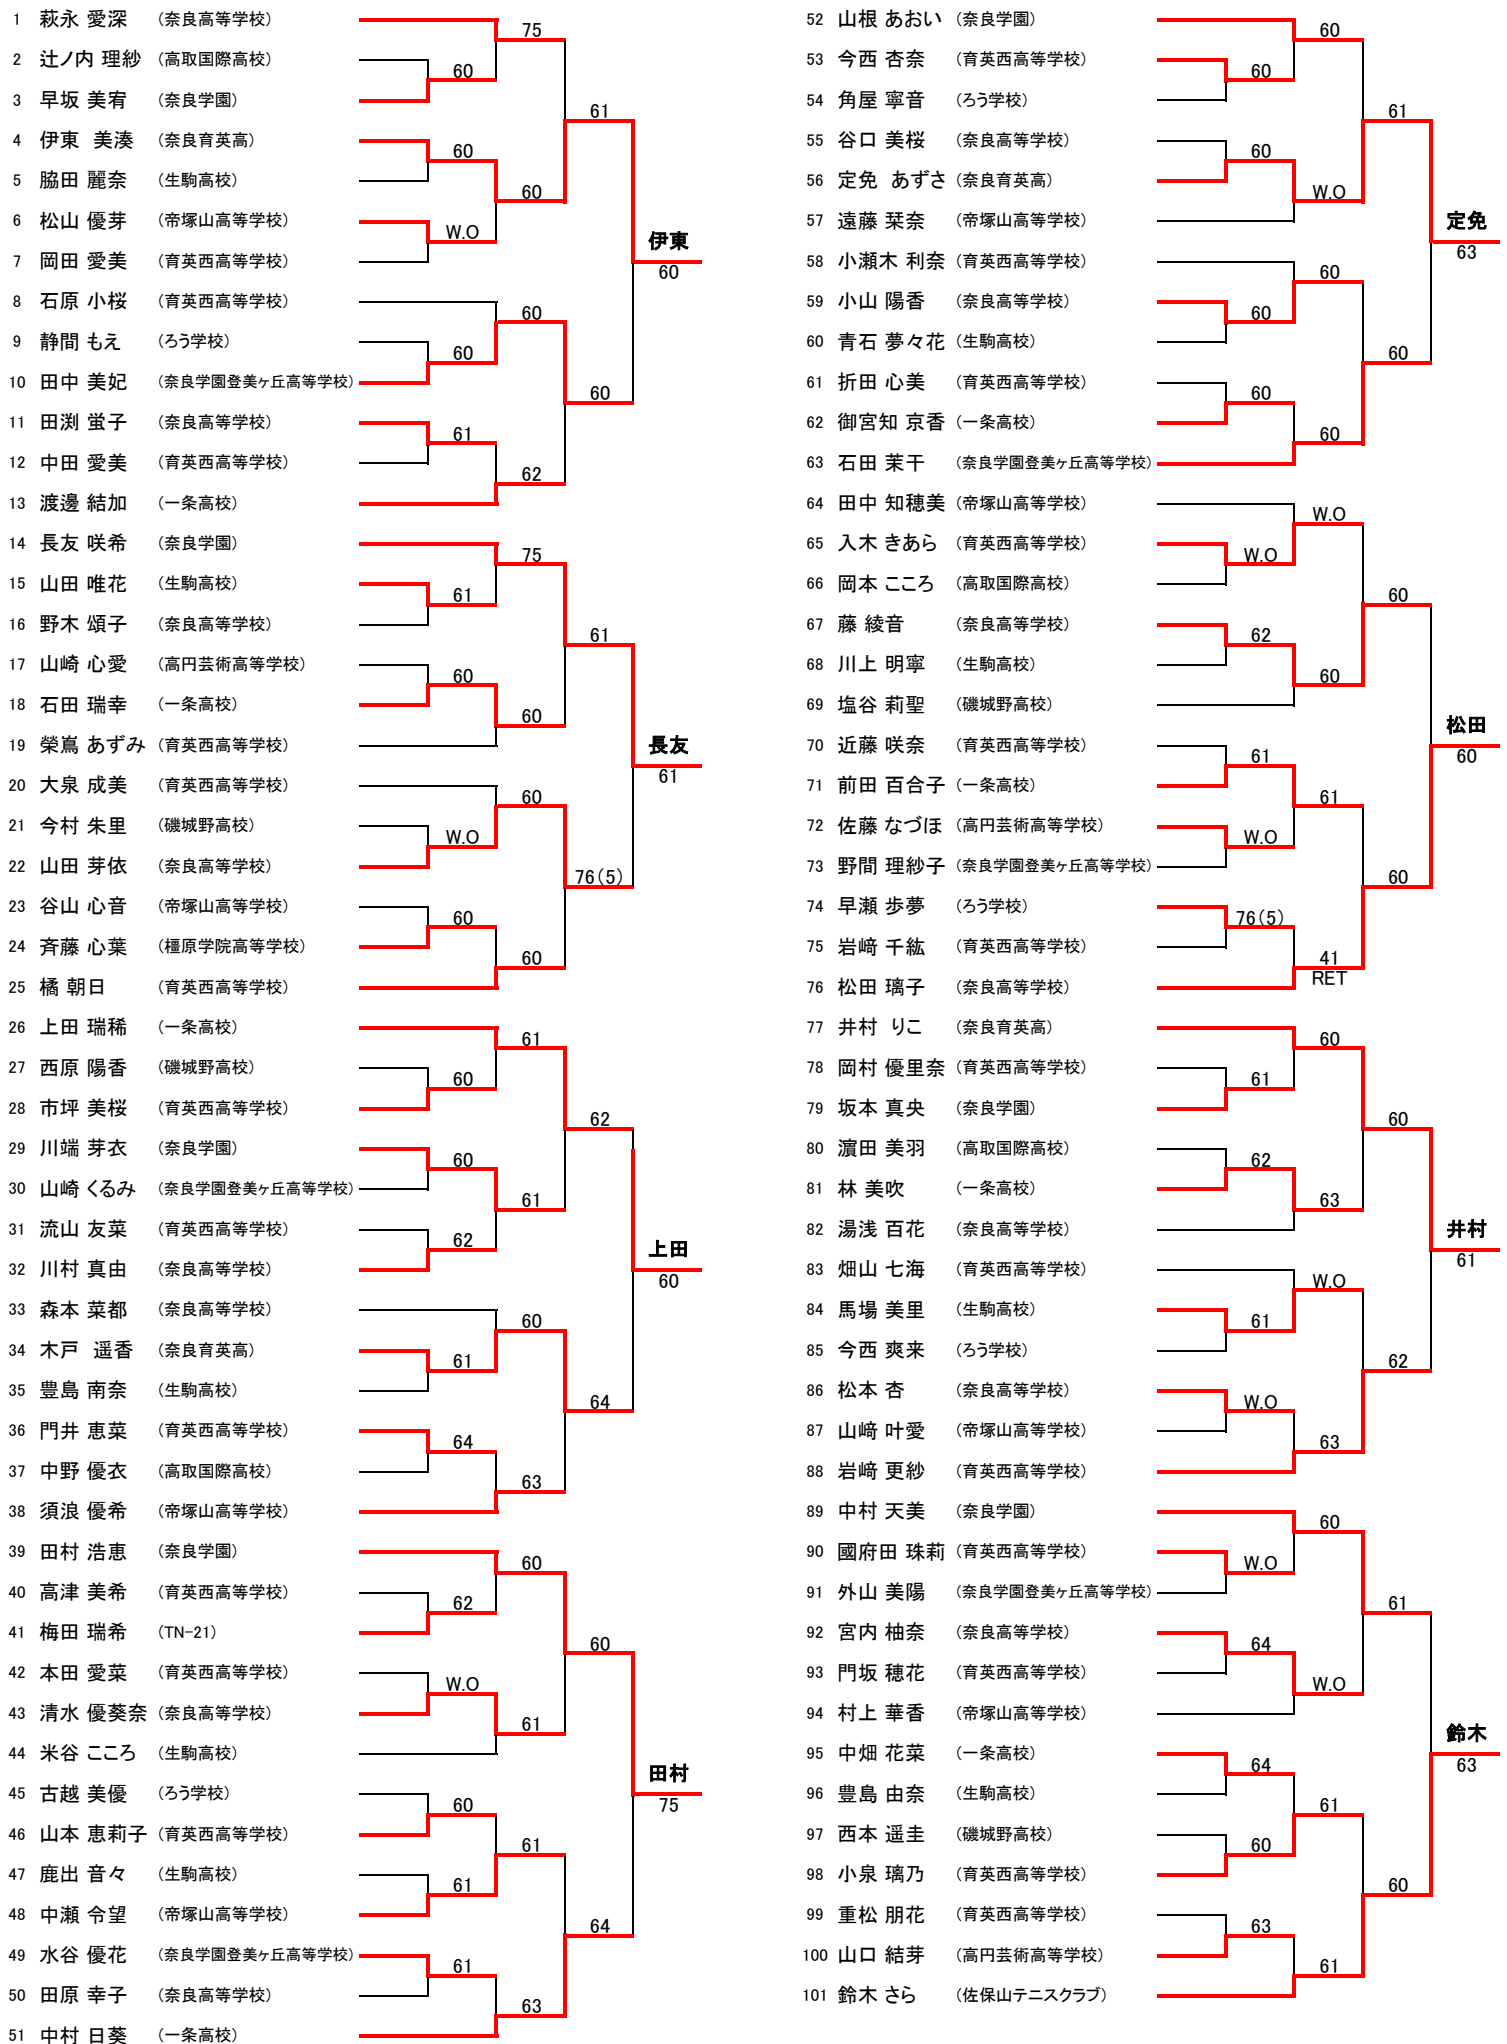 1 萩永 愛深 (奈良高等学校)
75
2 辻ノ内 理紗 (高取国際高校)
60
3 早坂 美宥 (奈良学園)
61
4 伊東 美湊 (奈良育英高)
60
5 脇田 麗奈 (生駒高校)
60
6 松山 優芽 (帝塚山高等学校)
W.O
伊東
60
7 岡田 愛美 (育英西高等学校)
8 石原 小桜 (育英西高等学校)
60
9 静間 もえ (ろう学校)
60
10 田中 美妃 (奈良学園登美ヶ丘高等学校)
60
11 田渕 蛍子 (奈良高等学校)
61
12 中田 愛美 (育英西高等学校)
62
13 渡邊 結加 (一条高校)
14 長友 咲希 (奈良学園)
75
15 山田 唯花 (生駒高校)
61
16 野木 頌子 (奈良高等学校)
61
17 山崎 心愛 (高円芸術高等学校)
60
18 石田 瑞幸 (一条高校)
60
19 榮嶌 あずみ (育英西高等学校)
長友
61
20 大泉 成美 (育英西高等学校)
60
21 今村 朱里 (磯城野高校)
W.O
22 山田 芽依 (奈良高等学校)
76(5)
23 谷山 心音 (帝塚山高等学校)
60
24 斉藤 心葉 (橿原学院高等学校)
60
25 橘 朝日 (育英西高等学校)
26 上田 瑞稀 (一条高校)
61
27 西原 陽香 (磯城野高校)
60
28 市坪 美桜 (育英西高等学校)
62
29 川端 芽衣 (奈良学園)
60
30 山崎 くるみ (奈良学園登美ヶ丘高等学校)
61
31 流山 友菜 (育英西高等学校)
62
上田
60
32 川村 真由 (奈良高等学校)
33 森本 菜都 (奈良高等学校)
60
34 木戸 遥香 (奈良育英高)
61
35 豊島 南奈 (生駒高校)
64
36 門井 恵菜 (育英西高等学校)
64
37 中野 優衣 (高取国際高校)
63
38 須浪 優希 (帝塚山高等学校)
39 田村 浩恵 (奈良学園)
60
40 高津 美希 (育英西高等学校)
62
41 梅田 瑞希 (TN-21)
60
42 本田 愛菜 (育英西高等学校)
W.O
43 清水 優葵奈 (奈良高等学校)
61
44 米谷 こころ (生駒高校)
田村
75
45 古越 美優 (ろう学校)
60
46 山本 恵莉子 (育英西高等学校)
61
47 鹿出 音々 (生駒高校)
61
48 中瀬 令望 (帝塚山高等学校)
64
49 水谷 優花 (奈良学園登美ヶ丘高等学校)
61
50 田原 幸子 (奈良高等学校)
63
51 中村 日葵 (一条高校)
52 山根 あおい (奈良学園)
60
53 今西 杏奈 (育英西高等学校)
60
54 角屋 寧音 (ろう学校)
61
55 谷口 美桜 (奈良高等学校)
60
56 定免 あずさ (奈良育英高)
W.O
57 遠藤 栞奈 (帝塚山高等学校)
定免
63
58 小瀬木 利奈 (育英西高等学校)
60
59 小山 陽香 (奈良高等学校)
60
60 青石 夢々花 (生駒高校)
60
61 折田 心美 (育英西高等学校)
60
62 御宮知 京香 (一条高校)
60
63 石田 茉干 (奈良学園登美ヶ丘高等学校)
64 田中 知穂美 (帝塚山高等学校)
W.O
65 入木 きあら (育英西高等学校)
W.O
66 岡本 こころ (高取国際高校)
60
67 藤 綾音 (奈良高等学校)
62
68 川上 明寧 (生駒高校)
60
69 塩谷 莉聖 (磯城野高校)
松田
60
70 近藤 咲奈 (育英西高等学校)
61
71 前田 百合子 (一条高校)
61
72 佐藤 なづほ (高円芸術高等学校)
W.O
73 野間 理紗子 (奈良学園登美ヶ丘高等学校)
60
74 早瀬 歩夢 (ろう学校)
76(5)
75 岩﨑 千紘 (育英西高等学校)
41
RET
76 松田 璃子 (奈良高等学校)
77 井村 りこ (奈良育英高)
60
78 岡村 優里奈 (育英西高等学校)
61
79 坂本 真央 (奈良学園)
60
80 濵田 美羽 (高取国際高校)
62
81 林 美吹 (一条高校)
63
82 湯浅 百花 (奈良高等学校)
井村
61
83 畑山 七海 (育英西高等学校)
W.O
84 馬場 美里 (生駒高校)
61
85 今西 爽来 (ろう学校)
62
86 松本 杏 (奈良高等学校)
W.O
87 山﨑 叶愛 (帝塚山高等学校)
63
88 岩﨑 更紗 (育英西高等学校)
89 中村 天美 (奈良学園)
60
90 國府田 珠莉 (育英西高等学校)
W.O
91 外山 美陽 (奈良学園登美ヶ丘高等学校)
61
92 宮内 柚奈 (奈良高等学校)
64
93 門坂 穂花 (育英西高等学校)
W.O
94 村上 華香 (帝塚山高等学校)
鈴木
63
95 中畑 花菜 (一条高校)
64
96 豊島 由奈 (生駒高校)
61
97 西本 遥圭 (磯城野高校)
60
98 小泉 璃乃 (育英西高等学校)
60
99 重松 朋花 (育英西高等学校)
63
100 山口 結芽 (高円芸術高等学校)
61
101 鈴木 さら (佐保山テニスクラブ)